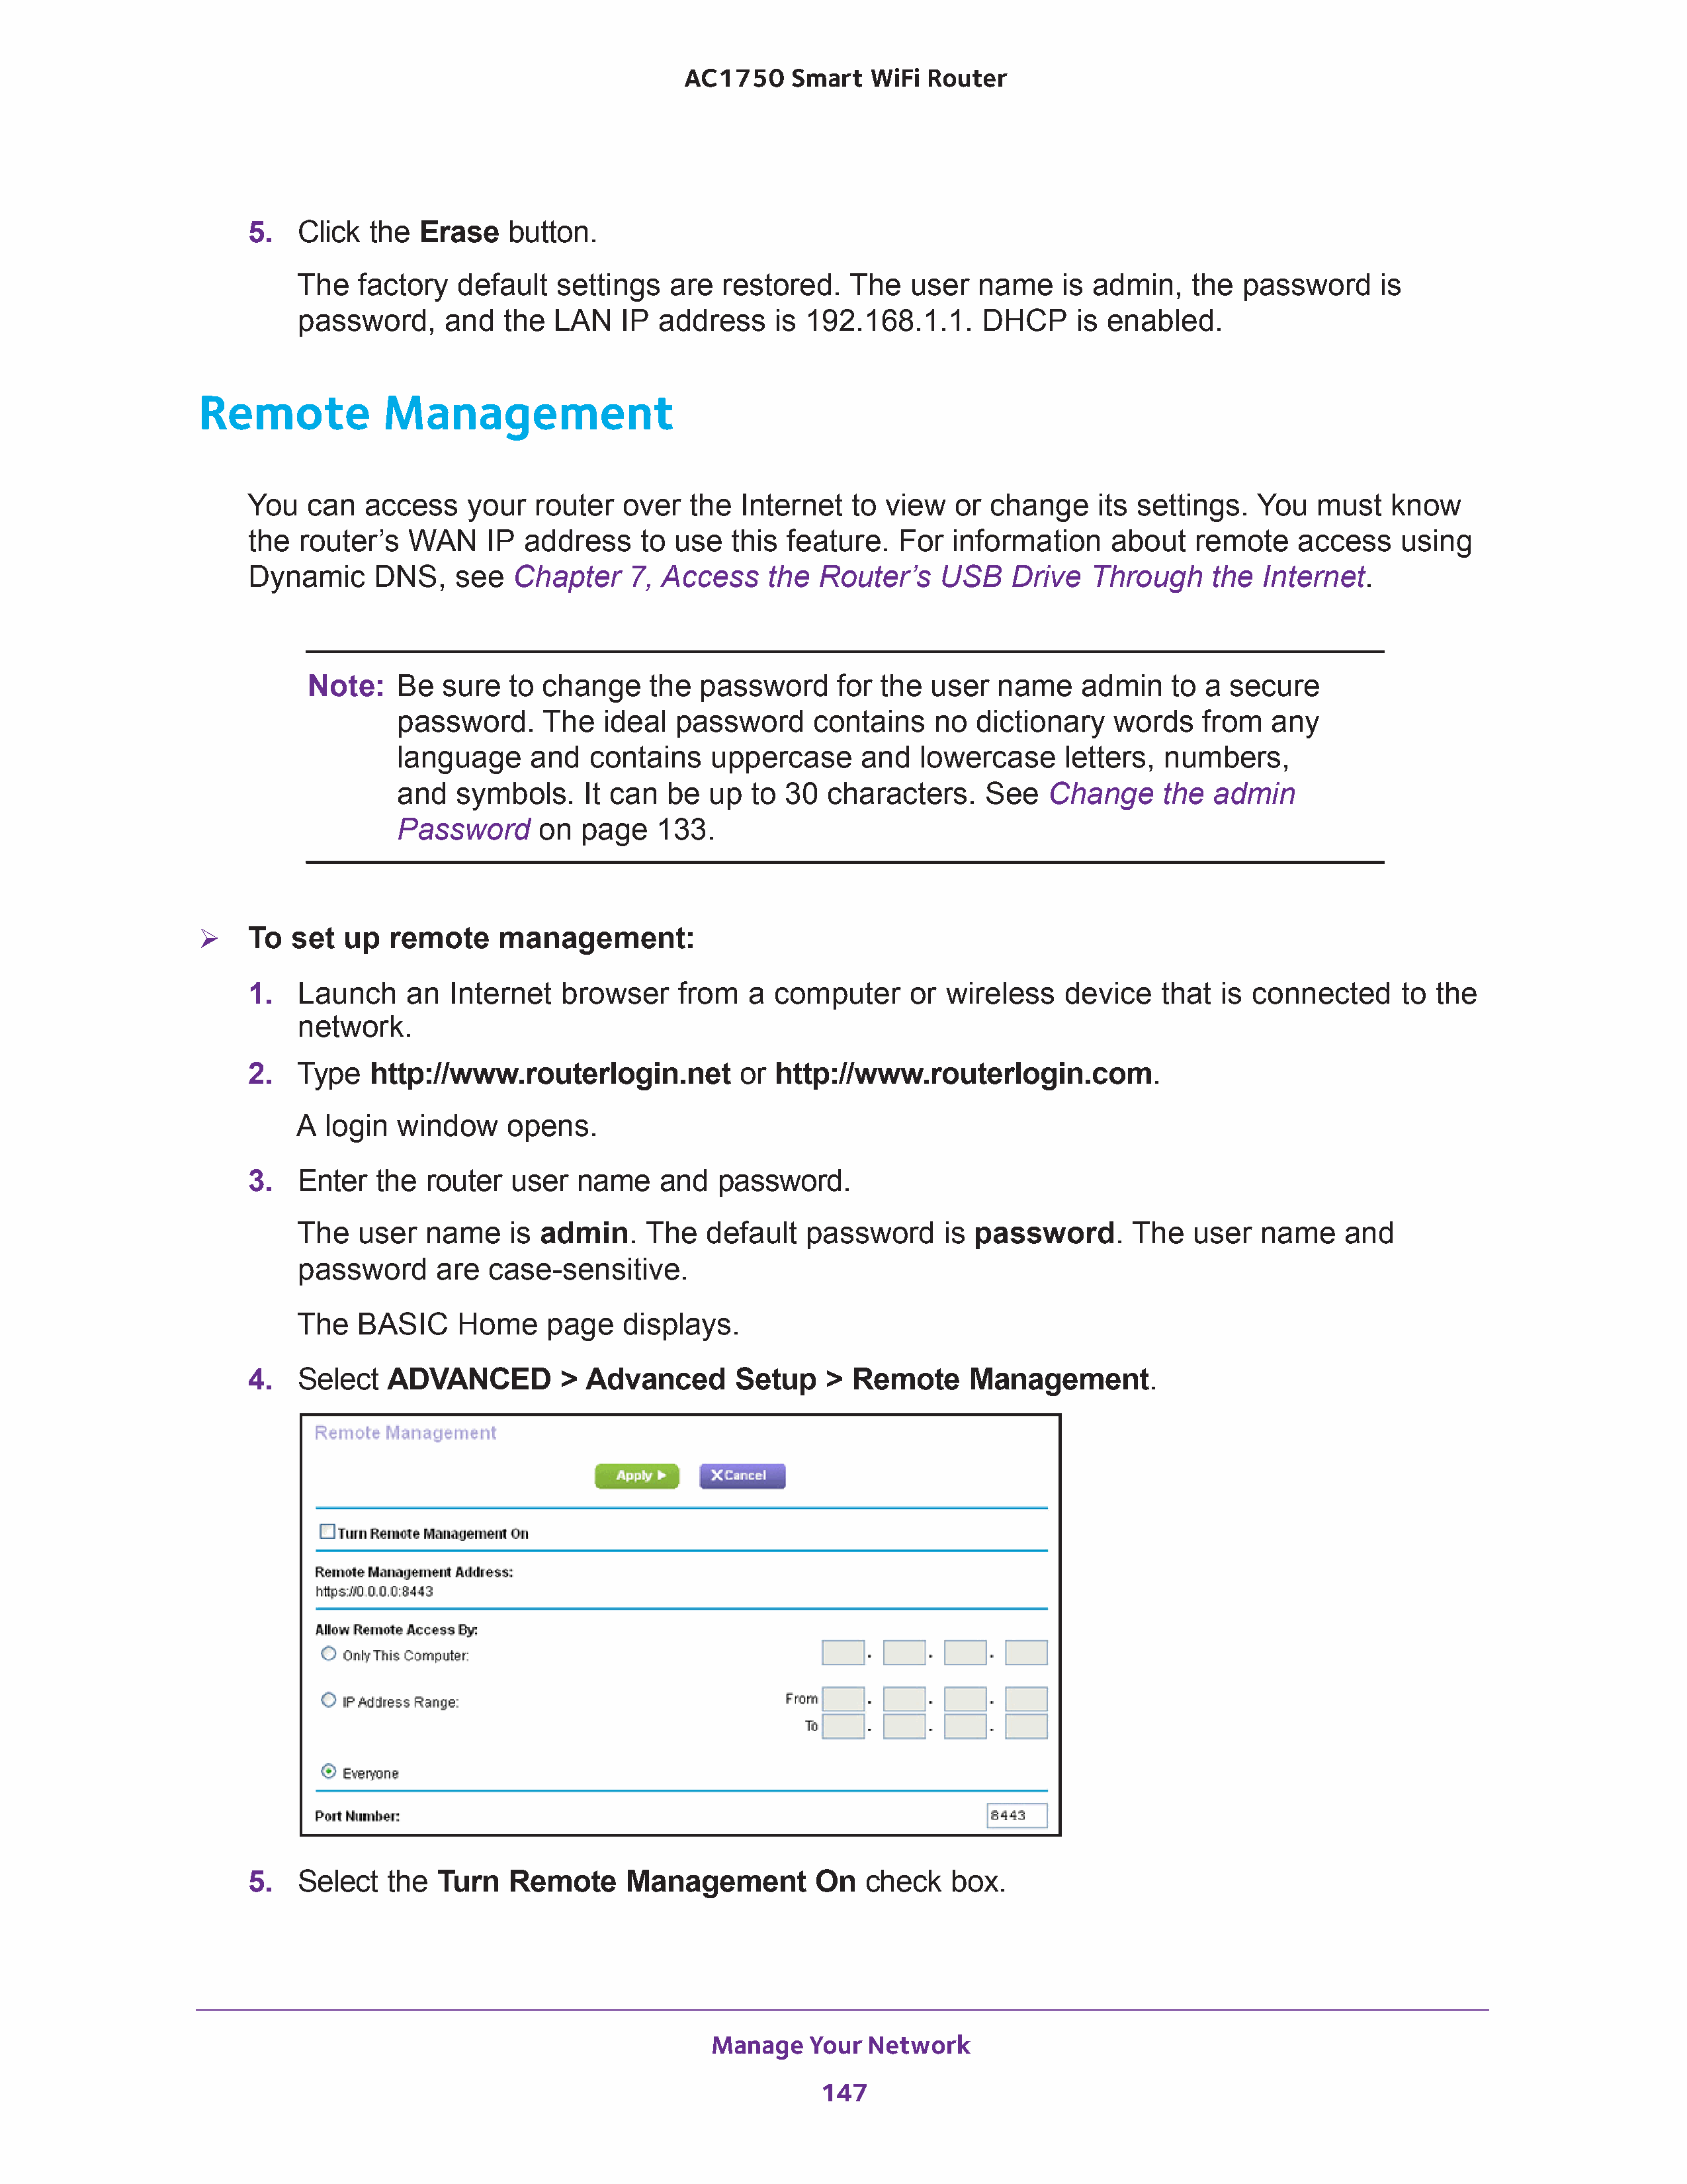 AC1750 Smart WiFi Router
5. Click the Erase button.
The factory default settings are restored. The user name is admin, the password is
password, and the LAN IP address is 192.168.1.1. DHCP is enabled.
Remote Management
You can access your router over the Internet to view or change its settings. You must know
the router’s WAN IP address to use this feature. For information about remote access using
Dynamic DNS, see Chapter 7, Access the Router’s USB Drive Through the Internet.
Note: Be sure to change the password for the user name admin to a secure
password. The ideal password contains no dictionary words from any
language and contains uppercase and lowercase letters, numbers,
and symbols. It can be up to 30 characters. See Change the admin
Password on page 133.
➢ To set up remote management:
1. Launch an Internet browser from a computer or wireless device that is connected to the
network.
2. Type http://www.routerlogin.net or http://www.routerlogin.com.
A login window opens.
3. Enter the router user name and password.
The user name is admin. The default password is password. The user name and
password are case-sensitive.
The BASIC Home page displays.
4. Select ADVANCED > Advanced Setup > Remote Management.
Remote Management
Apply ▶ X Cancel
Turn Remote Management On
Remote Management Address:
https://0.0.0.0:8443
Allow Remote Access By:
Only This Computer: . . .
IP Address Range: From . . .
To . . .
Everyone
Port Number: 8443
5. Select the Turn Remote Management On check box.
Manage Your Network
147